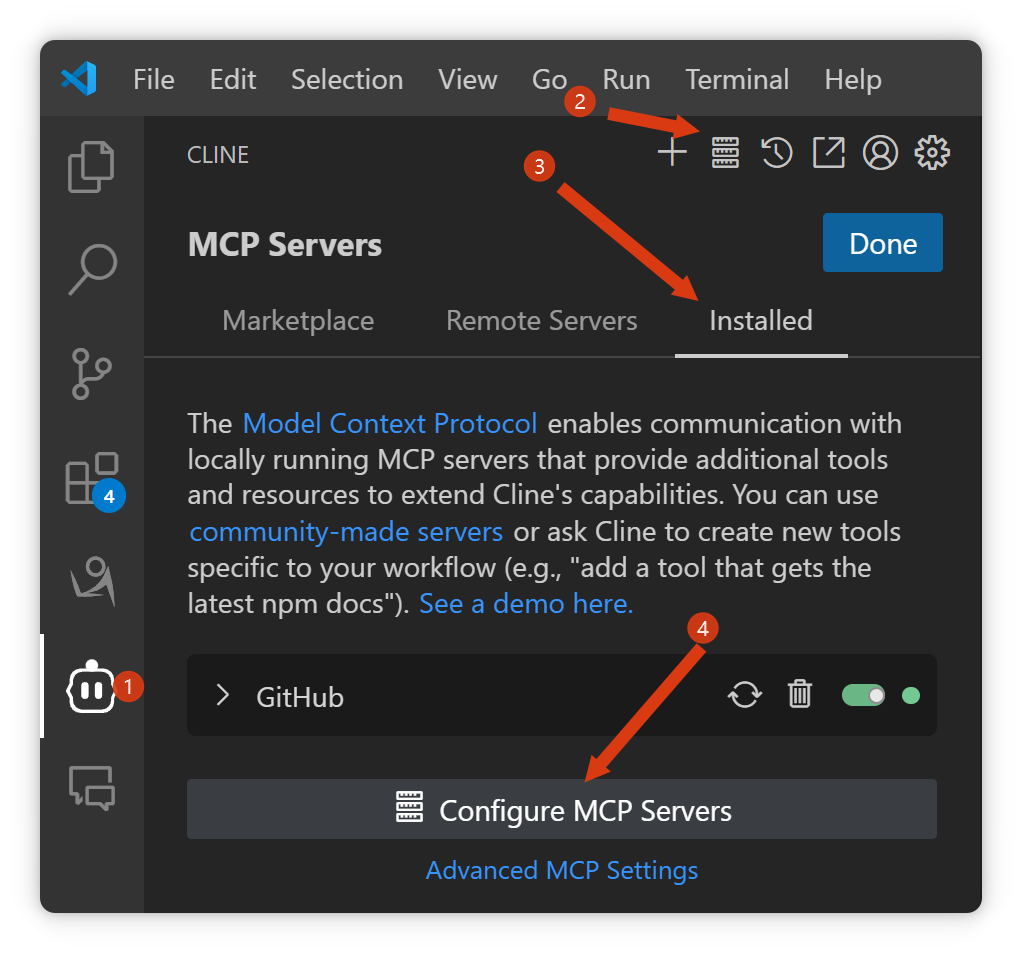 File Edit Selection View Go Run Terminal Help
2
CLINE
3
MCP Servers
Done
Marketplace Remote Servers Installed
The Model Context Protocol enables communication with
locally running MCP servers that provide additional tools
and resources to extend Cline's capabilities. You can use
4
community-made servers or ask Cline to create new tools
specific to your workflow (e.g., "add a tool that gets the
latest npm docs"). See a demo here.
4
1
GitHub
Configure MCP Servers
Advanced MCP Settings